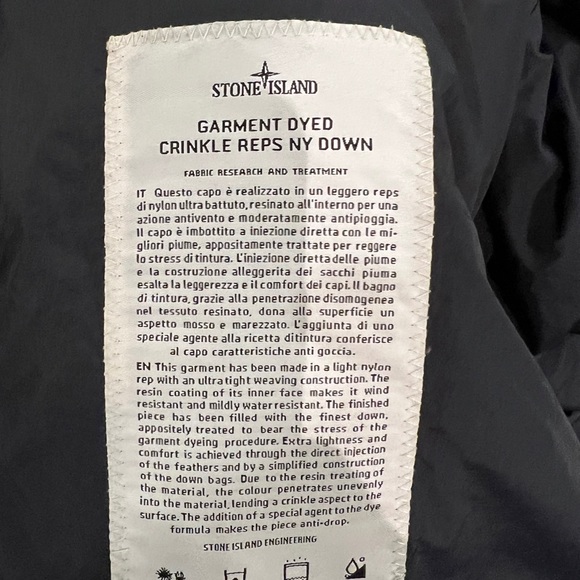 STONE ISLAND
GARMENT DYED
CRINKLE REPS NY DOWN
FABRIC RESEARCH AND TREATMENT
IT Questo capo è realizzato in un leggero reps
di nylon ultra battuto, resinato all'interno per una
azione antivento e moderatamente antipioggia.
Il capo è imbottito a iniezione diretta con le mi-
gliori piume, appositamente trattate per reggere
lo stress di tintura. L'iniezione diretta delle piume
e la costruzione alleggerita dei sacchi piuma
esalta la leggerezza e il comfort dei capi. Il bagno
di tintura, grazie alla penetrazione disomogenea
nel tessuto resinato, dona alla superficie un
aspetto mosso e marezzato. L'aggiunta di uno
speciale agente alla ricetta di tintura conferisce
al capo caratteristiche anti goccia.
EN This garment has been made in a light nylon
rep with an ultra tight weaving construction. The
resin coating of its inner face makes it wind
resistant and mildly water resistant. The finished
piece has been filled with the finest down,
appositely treated to bear the stress of the
garment dyeing procedure. Extra lightness and
comfort is achieved through the direct injection
of the feathers and by a simplified construction
of the down bags. Due to the resin treating of
the material, the colour penetrates unevenly
into the material, lending a crinkle aspect to the
surface. The addition of a special agent to the dye
formula makes the piece anti-drop.
STONE ISLAND ENGINEERING